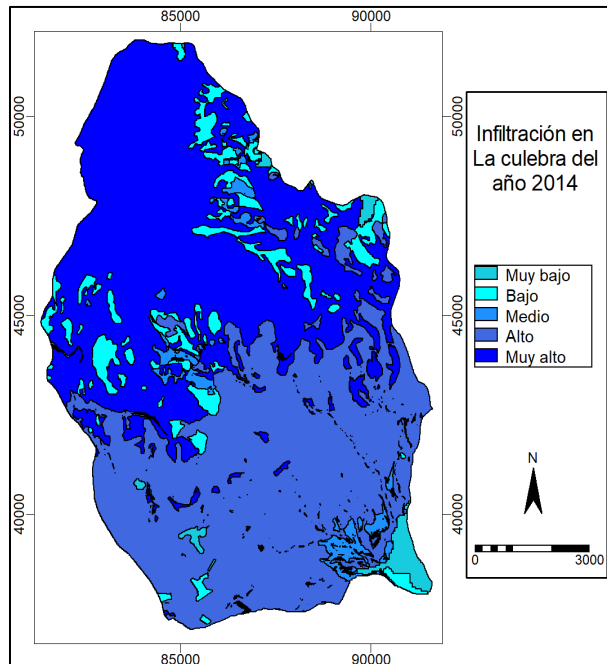 85000
90000
50000
45000
40000
50000
45000
40000
85000
90000
Infiltración en
La culebra del
año 2014
Muy bajo
Bajo
Medio
Alto
Muy alto
N
0
3000